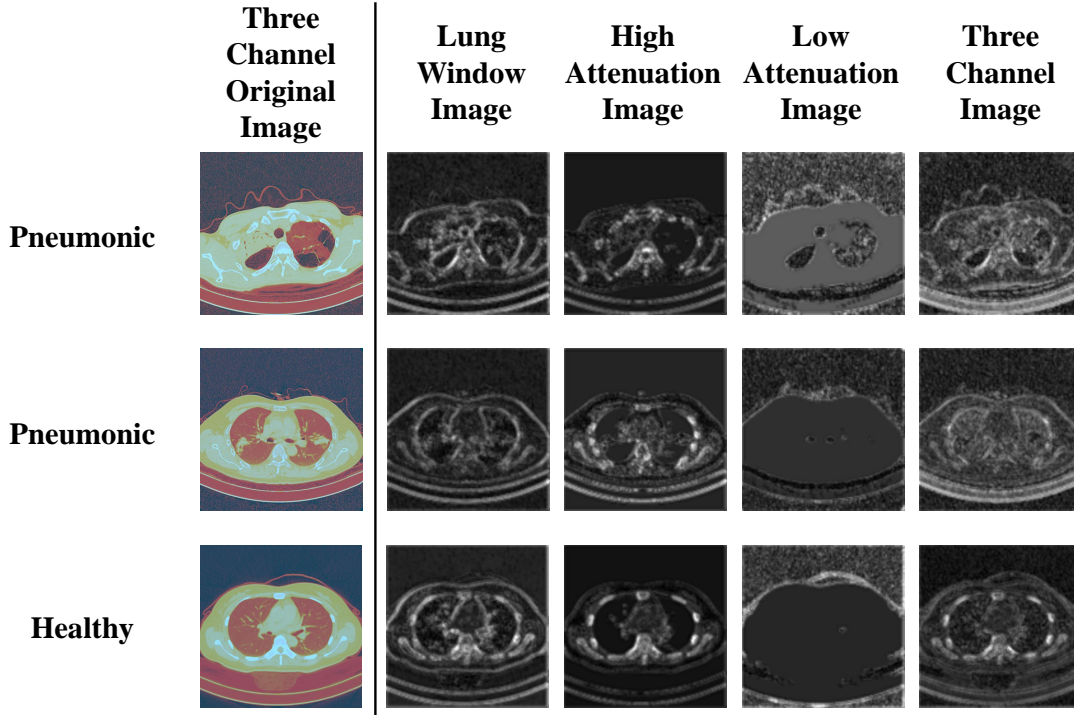 Three
Channel
Original
Image
Lung
Window
Image
High
Attenuation
Image
Low
Attenuation
Image
Three
Channel
Image
Pneumonic
Pneumonic
Healthy